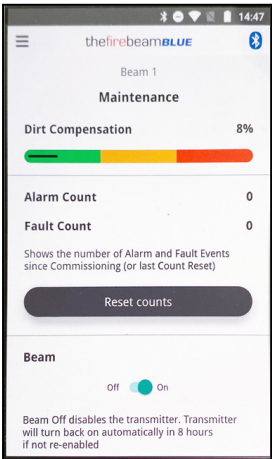 14:47
thefirebeamBLUE
Beam 1
Maintenance
Dirt Compensation 8%
Alarm Count 0
Fault Count 0
Shows the number of Alarm and Fault Events
since Commissioning (or last Count Reset)
Reset counts
Beam
Off On
Beam Off disables the transmitter. Transmitter
will turn back on automatically in 8 hours
if not re-enabled